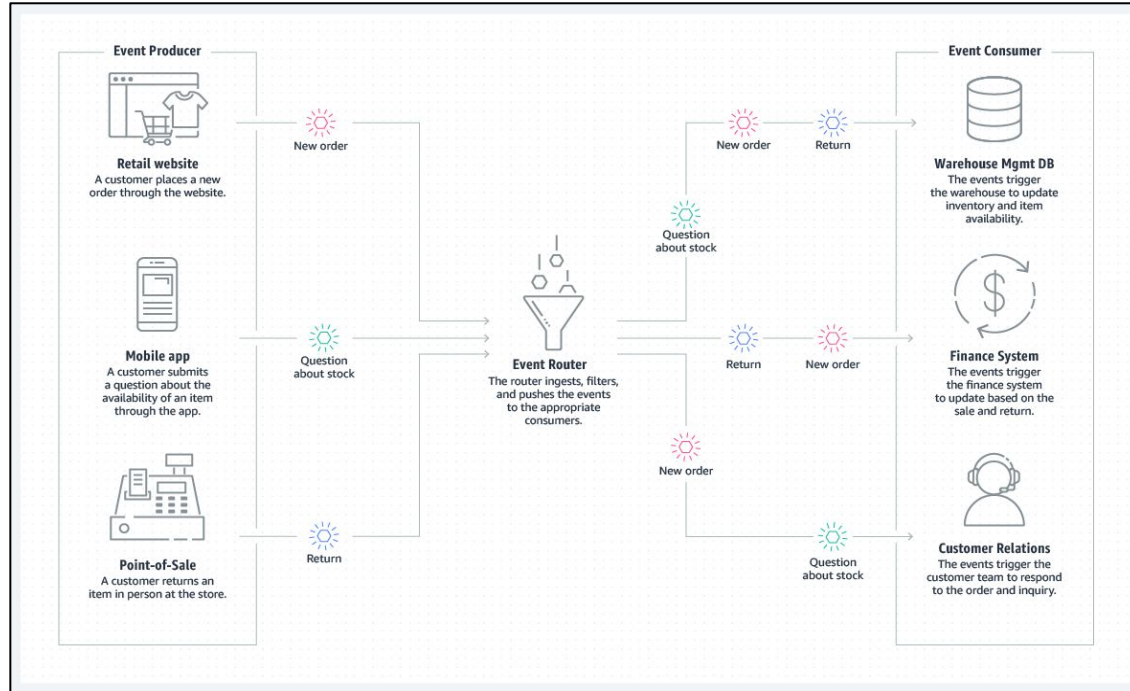 Event Producer
Retail website
A customer places a new
order through the website.
Mobile app
A customer submits
a question about the
availability of an item
through the app.
Point-of-Sale
A customer returns an
item in person at the store.
New order
Question
about stock
Return
Event Router
The router ingests, filters,
and pushes the events
to the appropriate
consumers.
New order
Return
Question
about stock
Return
New order
New order
Question
about stock
Event Consumer
Warehouse Mgmt DB
The events trigger
the warehouse to update
inventory and item
availability.
$
Finance System
The events trigger
the finance system
to update based on the
sale and return.
Customer Relations
The events trigger the
customer team to respond
to the order and inquiry.